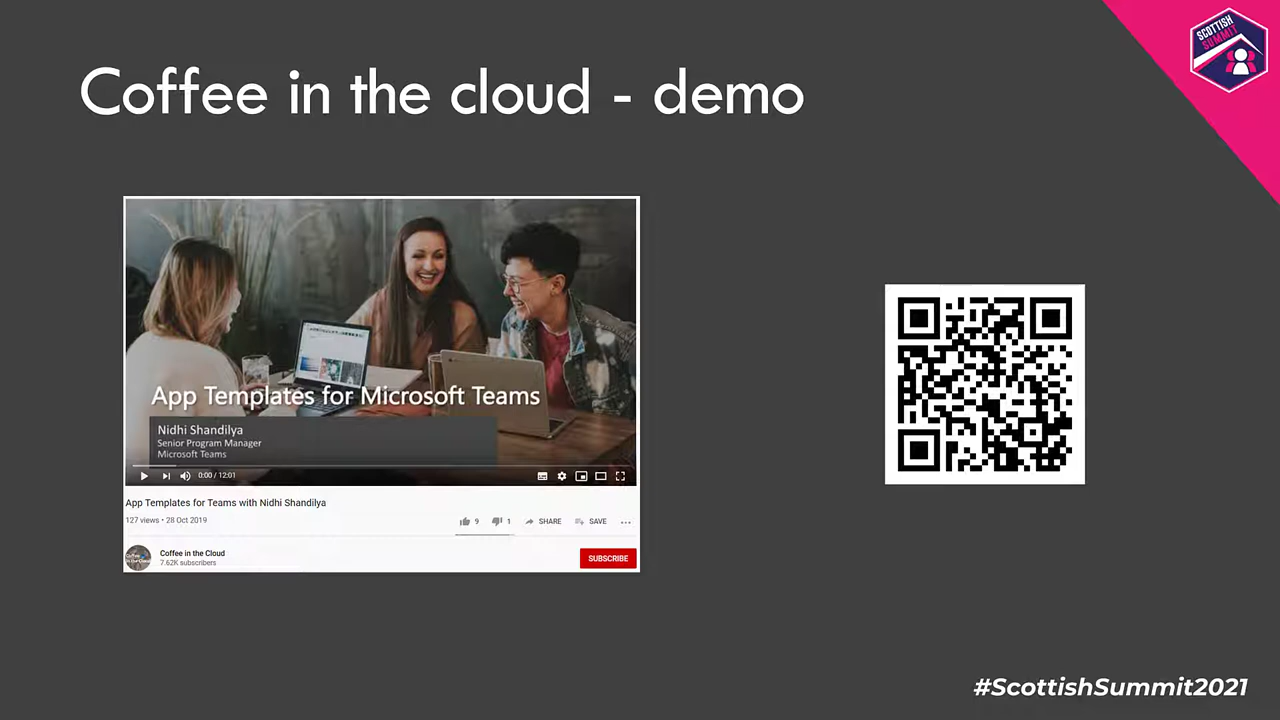 SCOTTISH
SUMMIT
Coffee in the cloud - demo
App Templates for Microsoft Teams
Nidhi Shandilya
Senior Program Manager
Microsoft Teams
0:00 / 12:01
App Templates for Teams with Nidhi Shandilya
127 views • 28 Oct 2019
9
1
SHARE
SAVE
Coffee in the Cloud
7.62K subscribers
SUBSCRIBE
#ScottishSummit2021